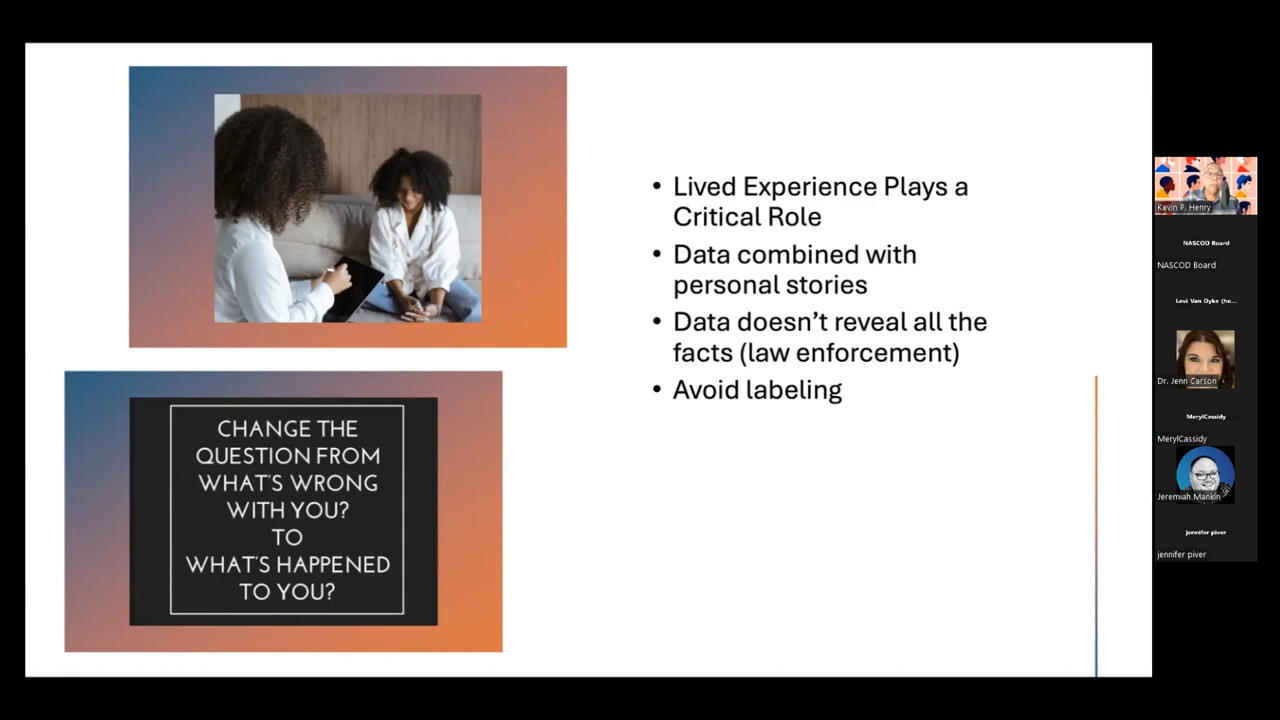 • Lived Experience Plays a
Critical Role
• Data combined with
personal stories
• Data doesn’t reveal all the
facts (law enforcement)
• Avoid labeling
CHANGE THE
QUESTION FROM
WHAT'S WRONG
WITH YOU?
TO
WHAT'S HAPPENED
TO YOU?
Kevin P. Henry
NASCOD Board
NASCOD Board
Levi Van Dyke (he...
Dr. Jenn Carson
MerylCassidy
MerylCassidy
Jeremiah Mankin
jennifer piver
jennifer piver